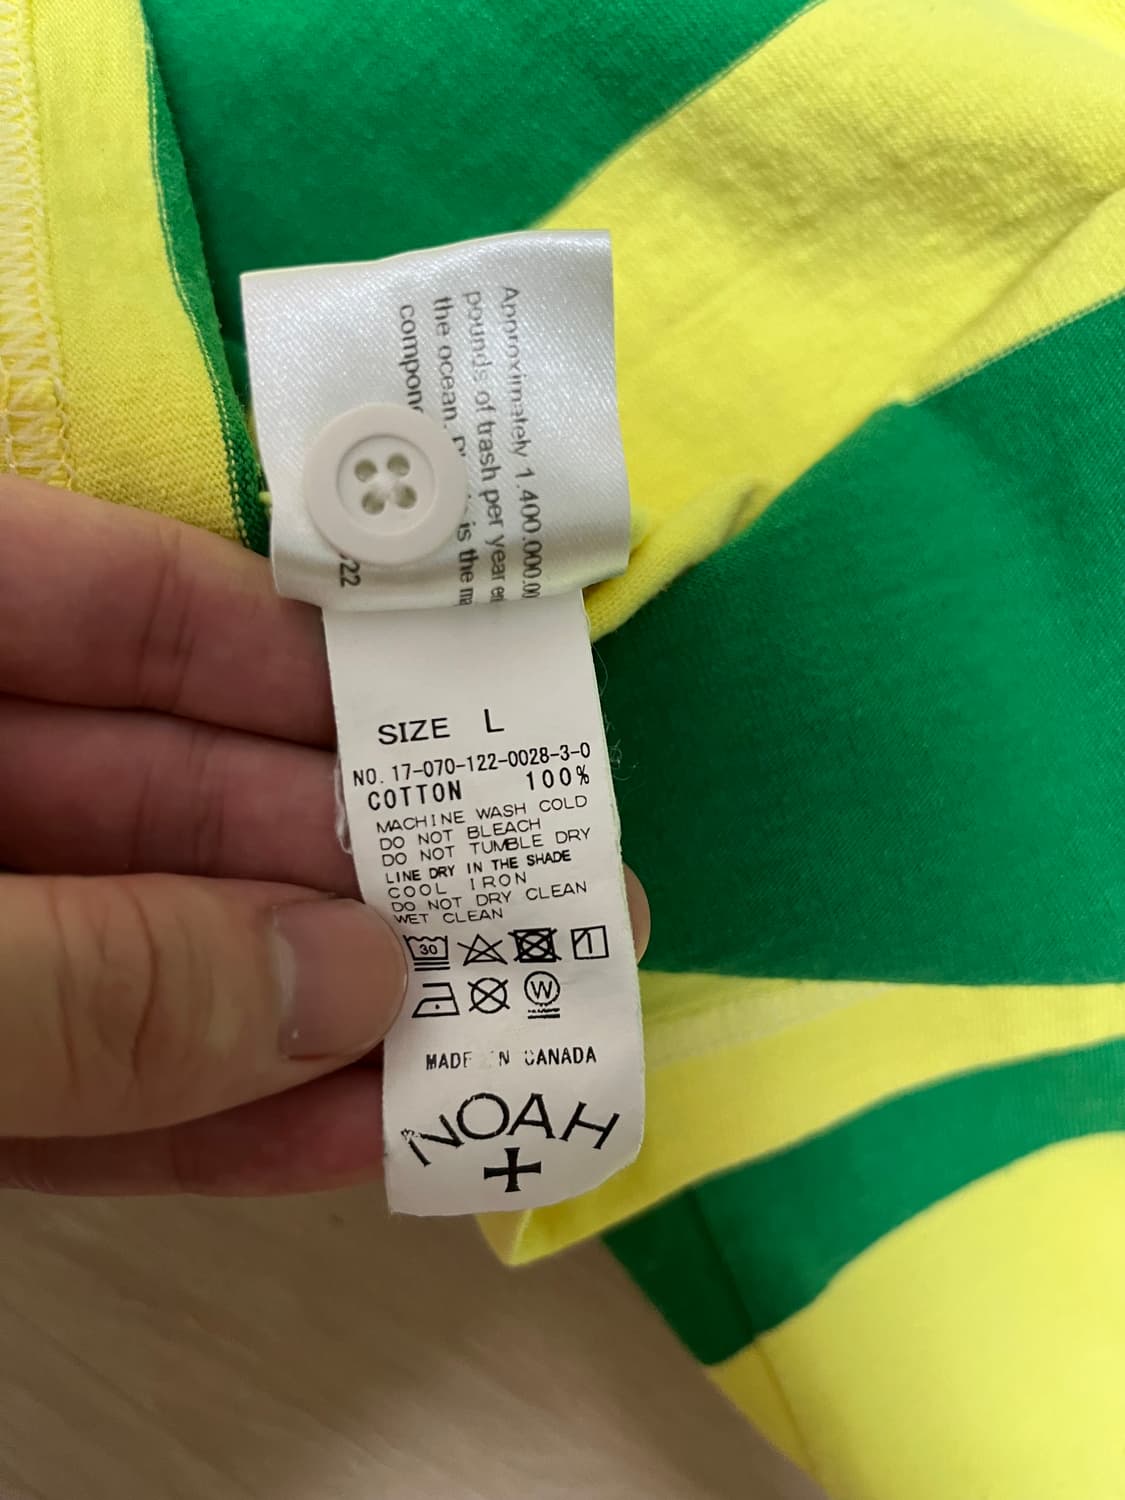 Approximately 1.400.000.00
pounds of trash per year en
the ocean. is the ma
compone
22
SIZE L
NO. 17-070-122-0028-3-0
COTTON 100%
MACHINE WASH COLD
DO NOT BLEACH
DO NOT TUMBLE DRY
LINE DRY IN THE SHADE
COOL IRON
DO NOT DRY CLEAN
WET CLEAN
30
W
MADE IN CANADA
NOAH